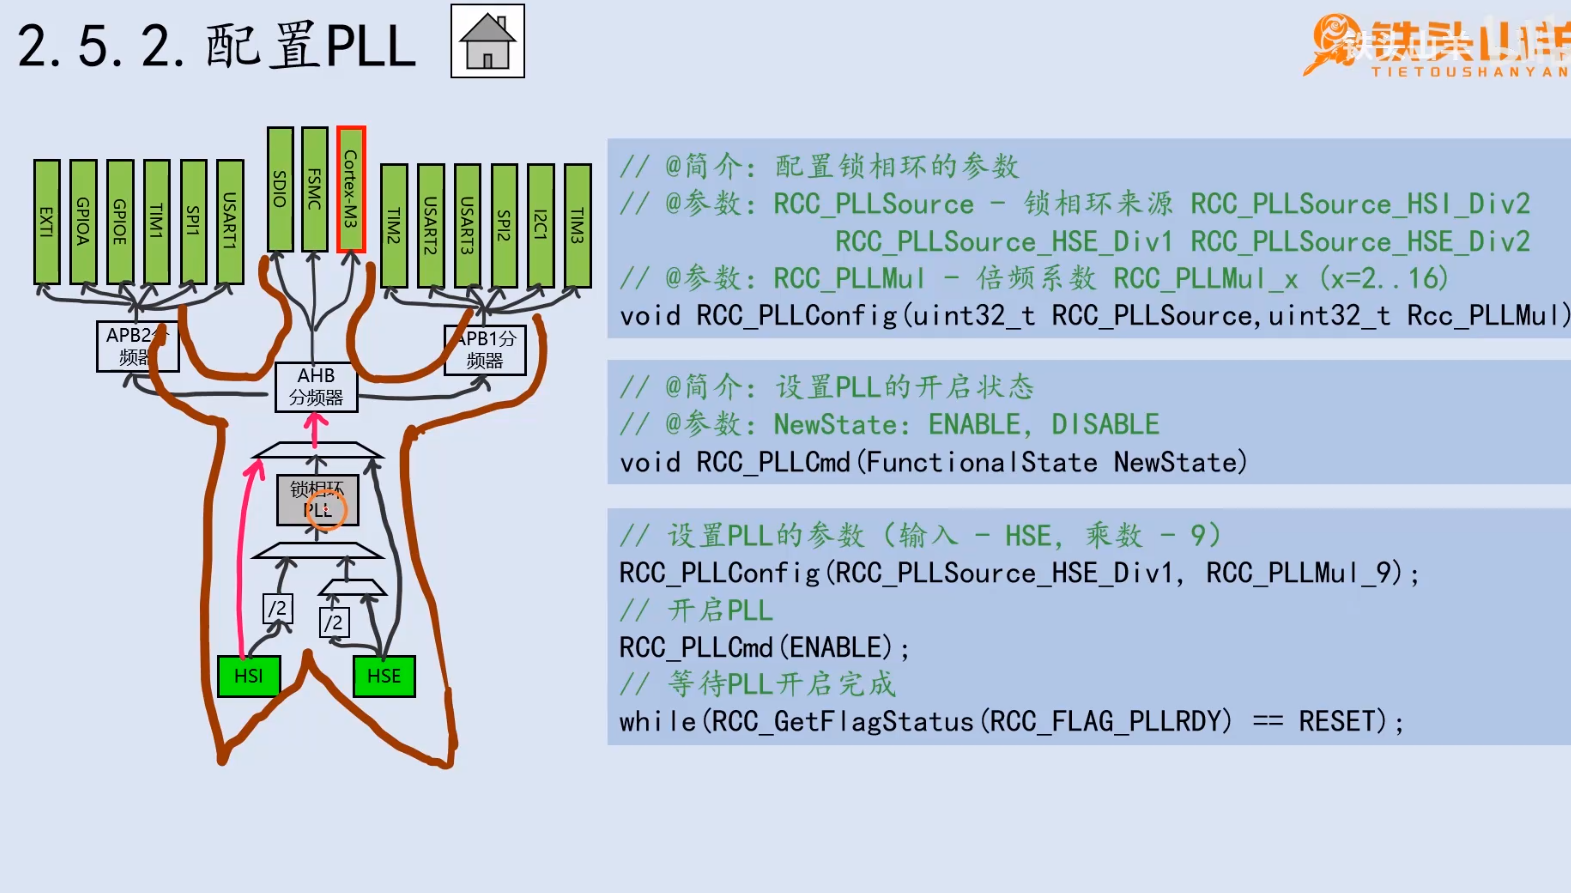 2.5.2.配置PLL
铁头山羊
TIETOUSHANYAN
EXTI
GPIOA
GPIOE
TIM1
SPI1
USART1
SDIO
FSMC
Cortex-M3
TIM2
USART2
USART3
SPI2
I2C1
TIM3
APB2分
频器
AHB
分频器
APB1分
频器
锁相环
PLL
/2
/2
HSI
HSE
// @简介: 配置锁相环的参数
// @参数: RCC_PLLSource - 锁相环来源 RCC_PLLSource_HSI_Div2
RCC_PLLSource_HSE_Div1 RCC_PLLSource_HSE_Div2
// @参数: RCC_PLLMul - 倍频系数 RCC_PLLMul_x (x=2..16)
void RCC_PLLConfig(uint32_t RCC_PLLSource,uint32_t Rcc_PLLMul)
// @简介: 设置PLL的开启状态
// @参数: NewState: ENABLE, DISABLE
void RCC_PLLCmd(FunctionalState NewState)
// 设置PLL的参数（输入 - HSE, 乘数 - 9）
RCC_PLLConfig(RCC_PLLSource_HSE_Div1, RCC_PLLMul_9);
// 开启PLL
RCC_PLLCmd(ENABLE);
// 等待PLL开启完成
while(RCC_GetFlagStatus(RCC_FLAG_PLLRDY) == RESET);